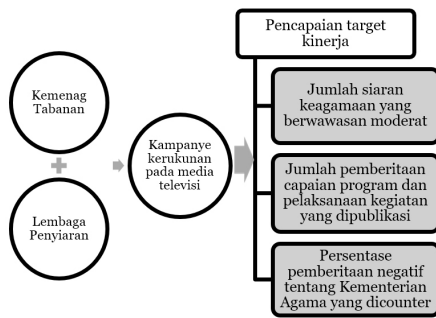 Kemenag
Tabanan
Lembaga
Penyiaran
Kampanye
kerukunan
pada media
televisi
Pencapaian target
kinerja
Jumlah siaran
keagamaan yang
berwawasan moderat
Jumlah pemberitaan
capaian program dan
pelaksanaan kegiatan
yang dipublikasi
Persentase
pemberitaan negatif
tentang Kementerian
Agama yang dicounter